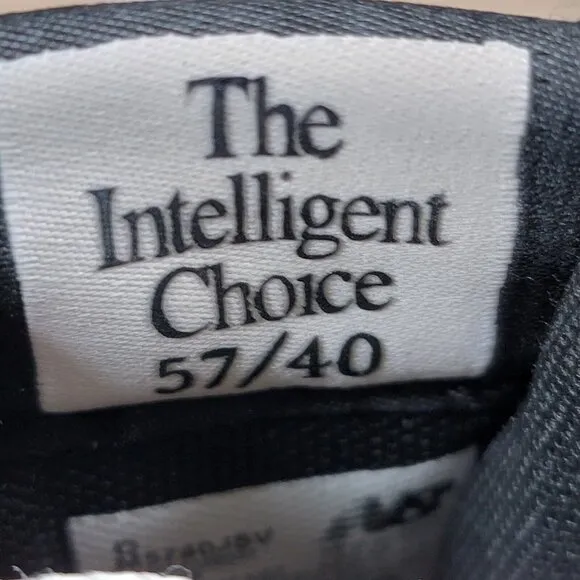 The
Intelligent
Choice
57/40